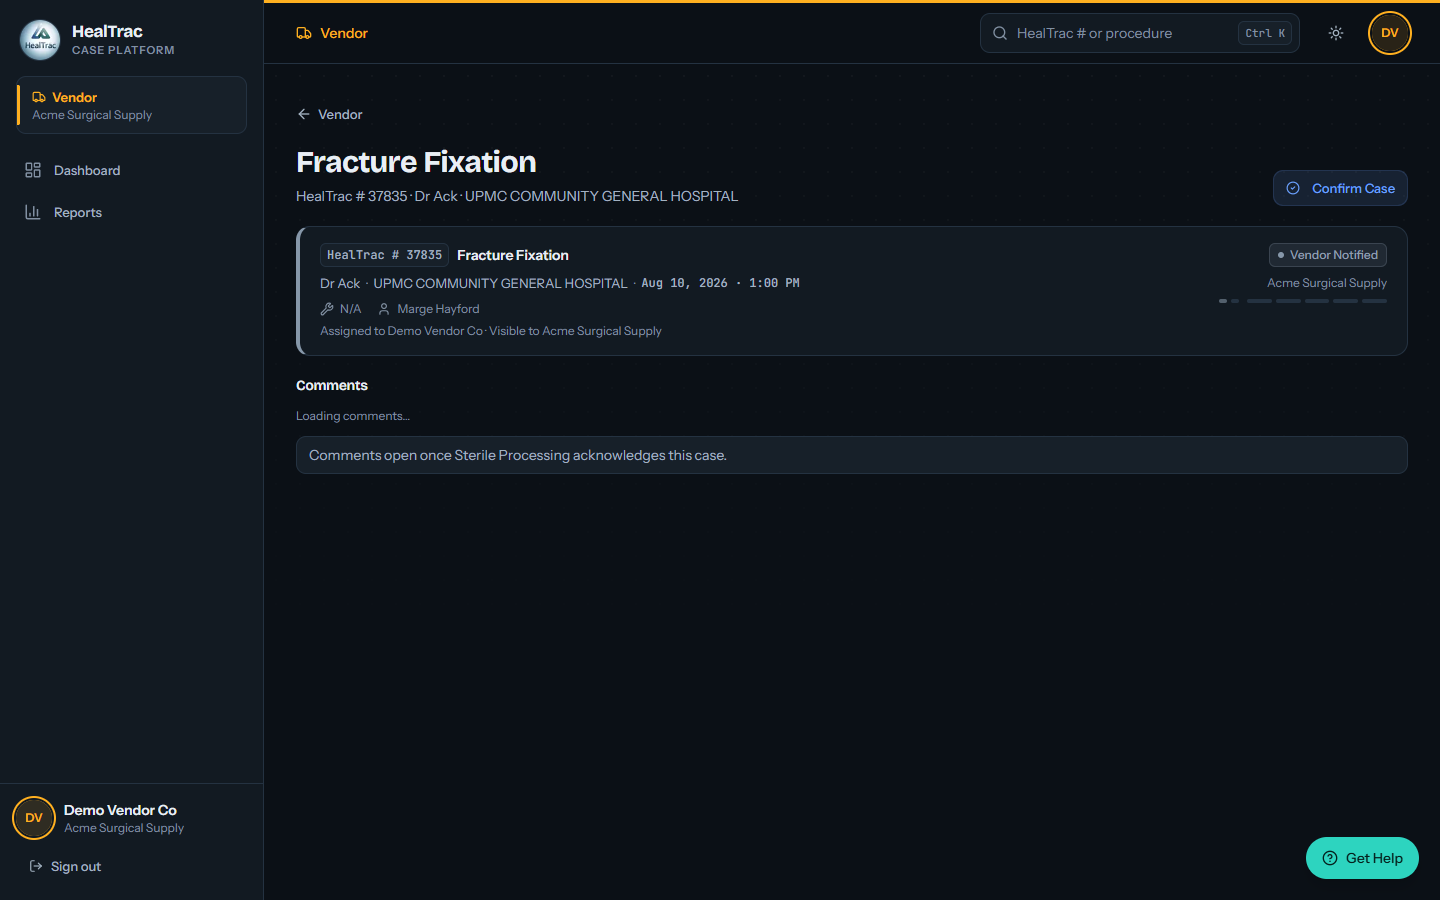 HealTrac
CASE PLATFORM
HealTrac
Vendor
Acme Surgical Supply
Dashboard
Reports
Demo Vendor Co
DV
Acme Surgical Supply
Sign out
Vendor
HealTrac # or procedure
Ctrl K
DV
Vendor
Fracture Fixation
HealTrac # 37835 · Dr Ack · UPMC COMMUNITY GENERAL HOSPITAL
Confirm Case
HealTrac # 37835 Fracture Fixation
Vendor Notified
Dr Ack · UPMC COMMUNITY GENERAL HOSPITAL · Aug 10, 2026 · 1:00 PM
Acme Surgical Supply
N/A Marge Hayford
Assigned to Demo Vendor Co · Visible to Acme Surgical Supply
Comments
Loading comments...
Comments open once Sterile Processing acknowledges this case.
Get Help